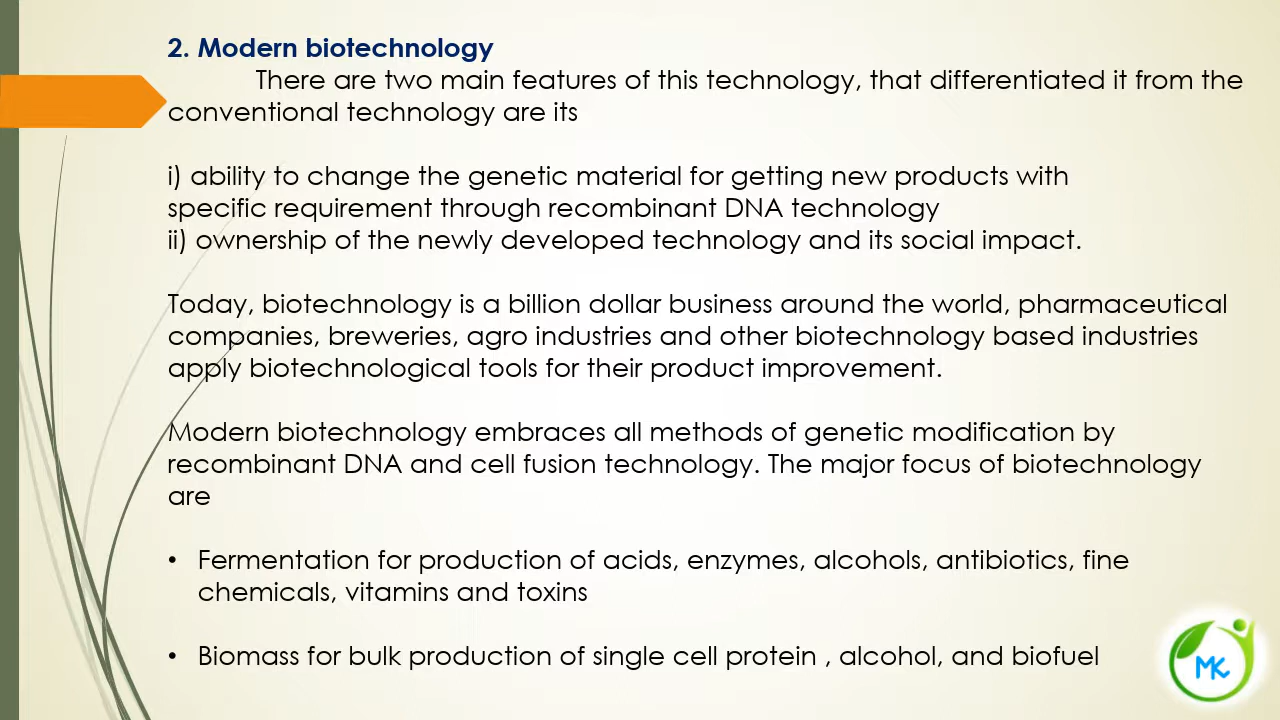 2. Modern biotechnology
There are two main features of this technology, that differentiated it from the
conventional technology are its
i) ability to change the genetic material for getting new products with
specific requirement through recombinant DNA technology
ii) ownership of the newly developed technology and its social impact.
Today, biotechnology is a billion dollar business around the world, pharmaceutical
companies, breweries, agro industries and other biotechnology based industries
apply biotechnological tools for their product improvement.
Modern biotechnology embraces all methods of genetic modification by
recombinant DNA and cell fusion technology. The major focus of biotechnology
are
• Fermentation for production of acids, enzymes, alcohols, antibiotics, fine
chemicals, vitamins and toxins
• Biomass for bulk production of single cell protein , alcohol, and biofuel
MK